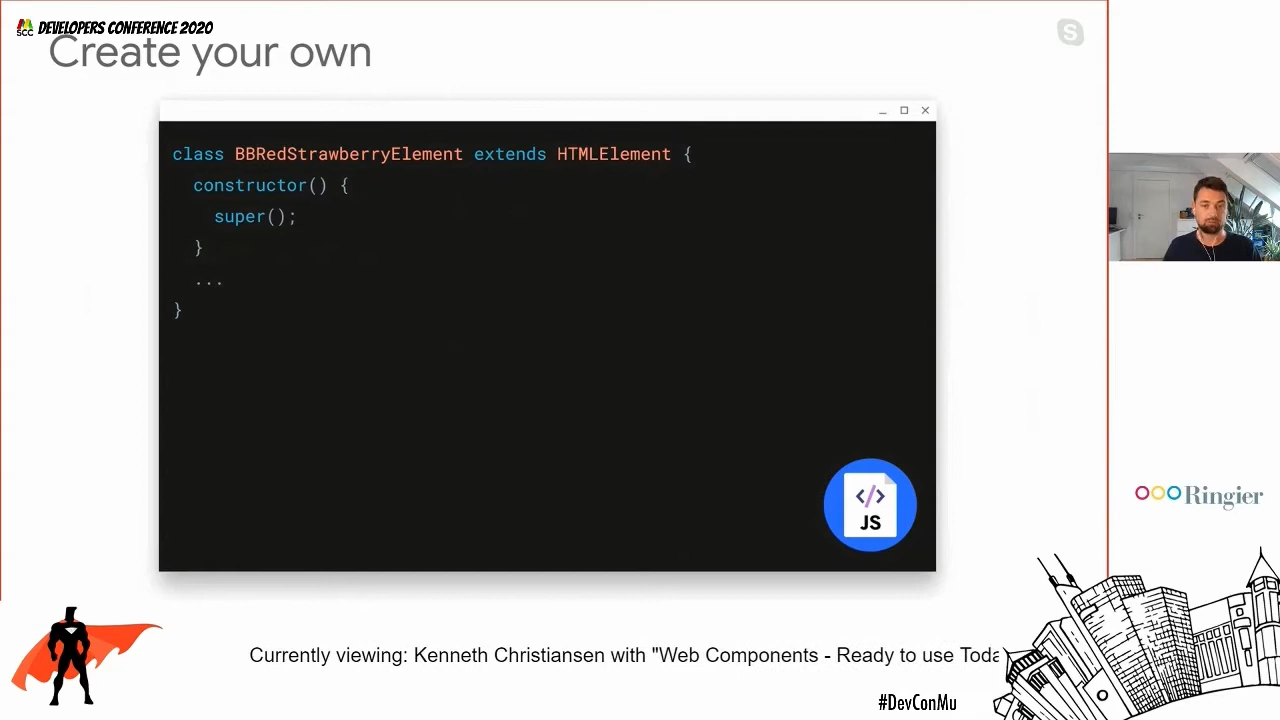 SCC DEVELOPERS CONFERENCE 2020
Create your own
class BBRedStrawberryElement extends HTMLElement {
constructor() {
super();
}
...
}
</>
JS
Ringier
Currently viewing: Kenneth Christiansen with "Web Components - Ready to use Toda
#DevConMu